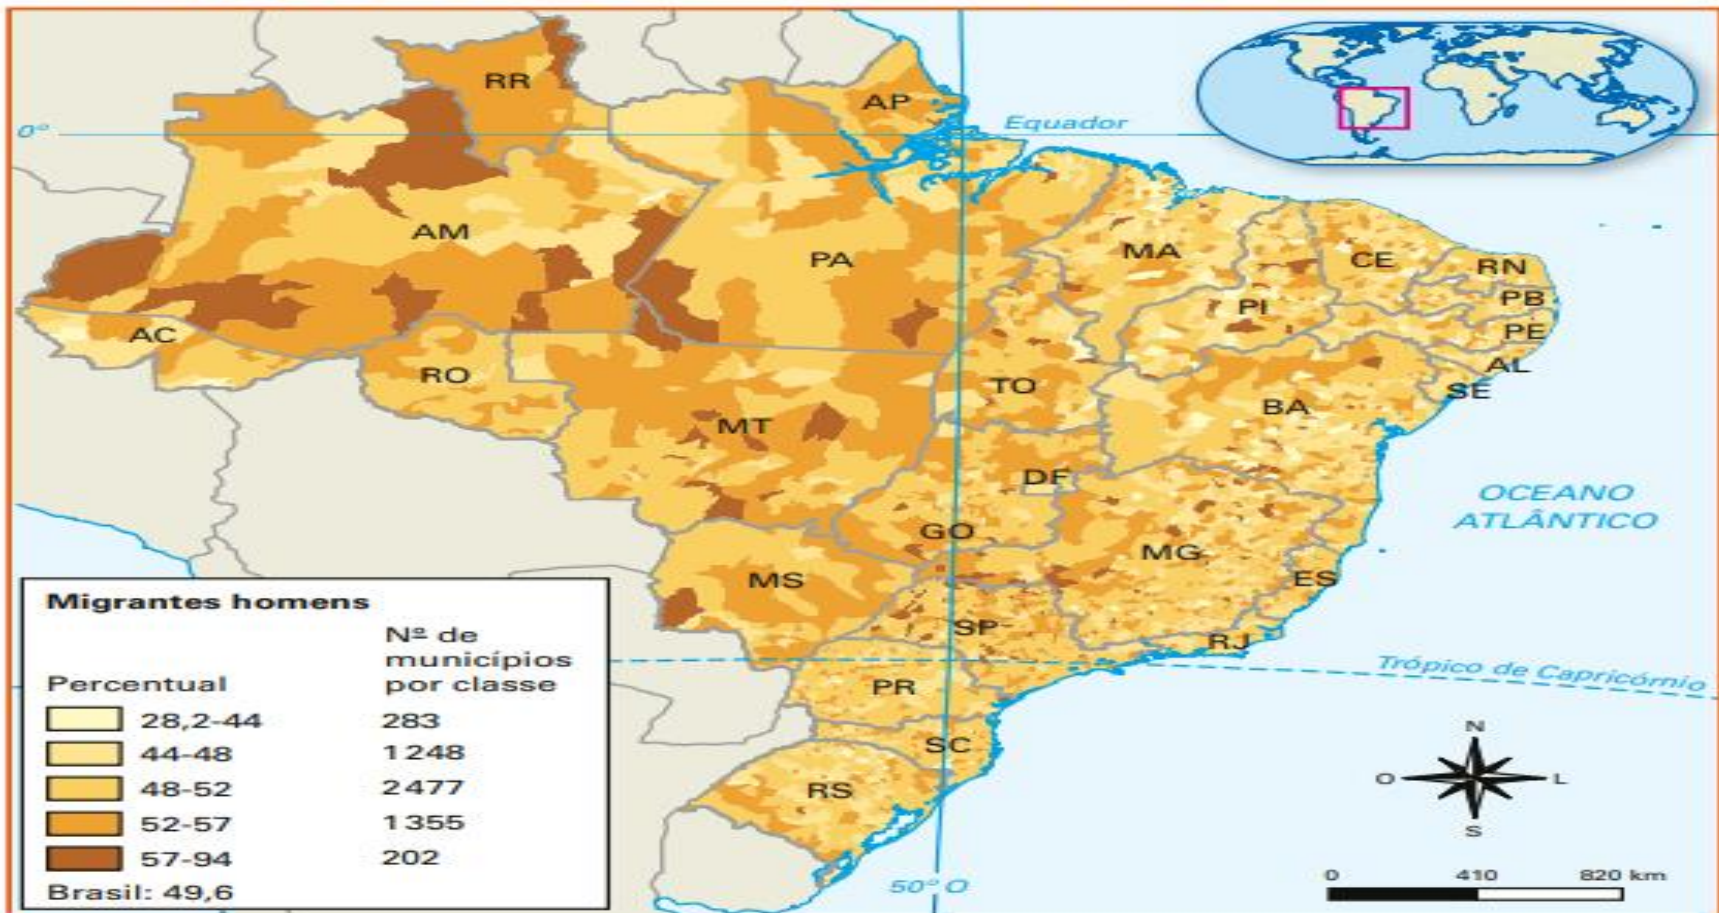 RR
AP
0°
Equador
AM
PA
MA
CE
RN
PB
PI
PE
AC
AL
RO
TO
SE
BA
MT
DF
OCEANO
ATLÂNTICO
GO
MG
MS
ES
SP
RJ
Trópico de Capricórnio
PR
SC
RS
50° O
Migrantes homens
Percentual
Nº de
municípios
por classe
28,2-44 283
44-48 1 248
48-52 2 477
52-57 1 355
57-94 202
Brasil: 49,6
N
O L
S
0 410 820 km